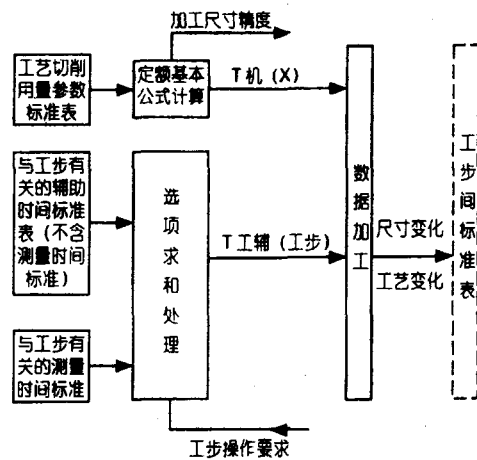 加工尺寸精度
工艺切削
用量参数
标准表
定额基本
公式计算
T机（X）
与工步有
关的辅助
时间标准
表（不含
测量时间
标准）
选项求和处理
T工辅（工步）
数据加工
尺寸变化
工艺变化
工步间标准表
与工步有
关的测量
时间标准
工步操作要求